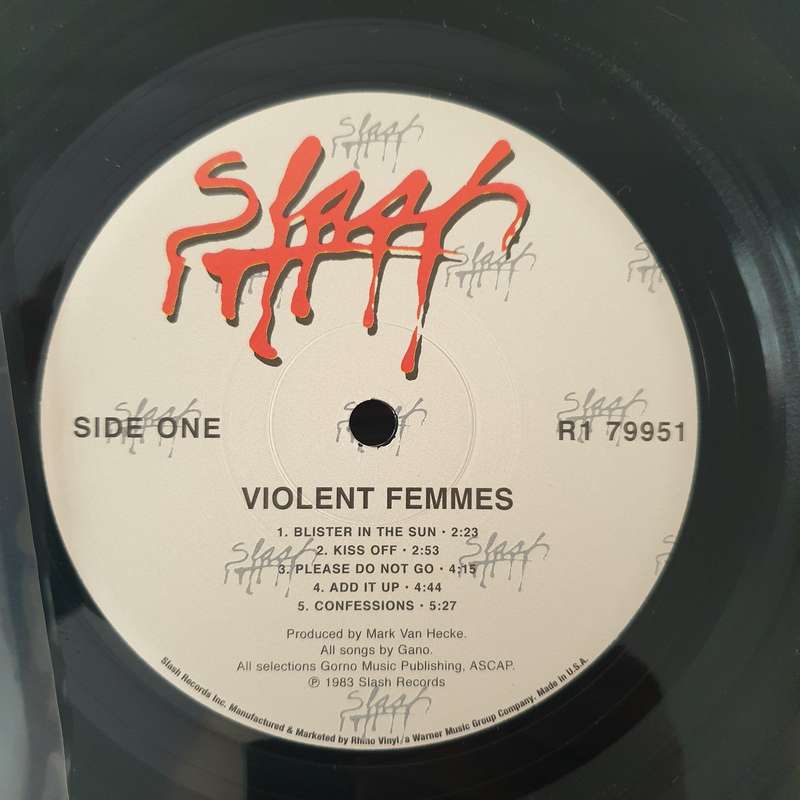 Slash
SIDE ONE
R1 79951
VIOLENT FEMMES
1. BLISTER IN THE SUN · 2:23
2. KISS OFF · 2:53
3. PLEASE DO NOT GO · 4:15
4. ADD IT UP · 4:44
5. CONFESSIONS · 5:27
Produced by Mark Van Hecke.
All songs by Gano.
All selections Gorno Music Publishing, ASCAP.
℗ 1983 Slash Records
Slash Records Inc. Manufactured & Marketed by Rhino Vinyl, a Warner Music Group Company. Made in U.S.A.